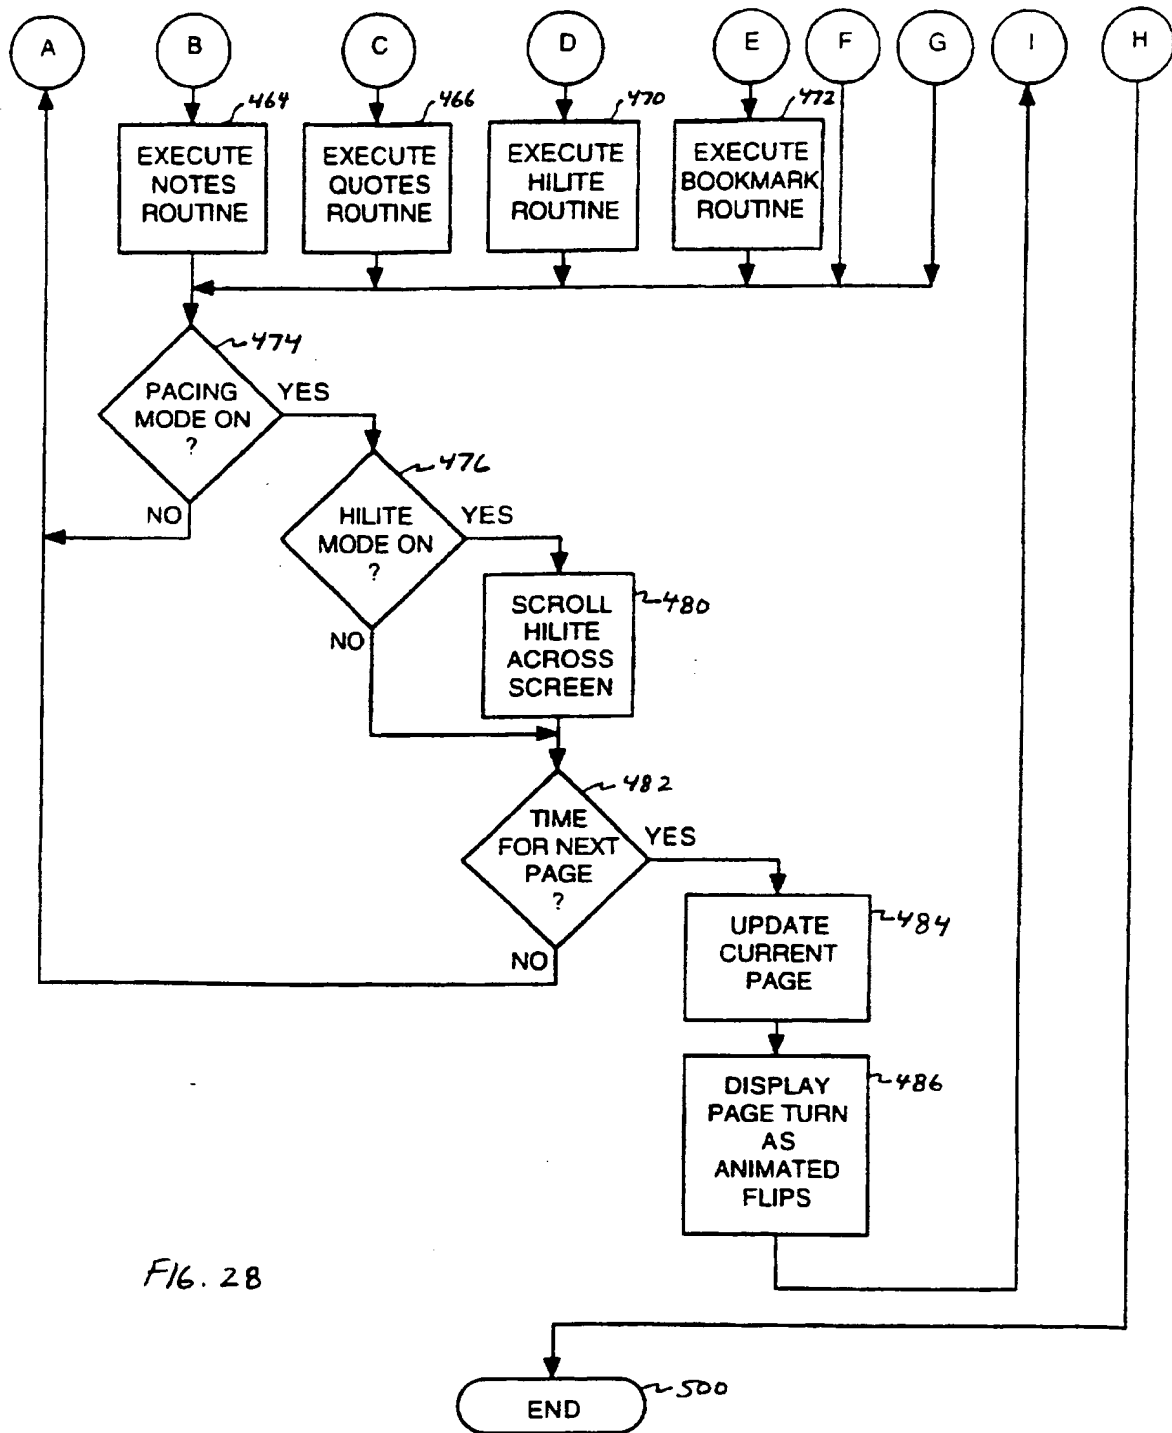 A B C D E F G I H
464 466 470 472
EXECUTE
NOTES
ROUTINE
EXECUTE
QUOTES
ROUTINE
EXECUTE
HILITE
ROUTINE
EXECUTE
BOOKMARK
ROUTINE
474
PACING
MODE ON
?
YES
NO
476
HILITE
MODE ON
?
YES
NO
480
SCROLL
HILITE
ACROSS
SCREEN
482
TIME
FOR NEXT
PAGE
?
YES
NO
484
UPDATE
CURRENT
PAGE
486
DISPLAY
PAGE TURN
AS
ANIMATED
FLIPS
FIG. 28
500
END